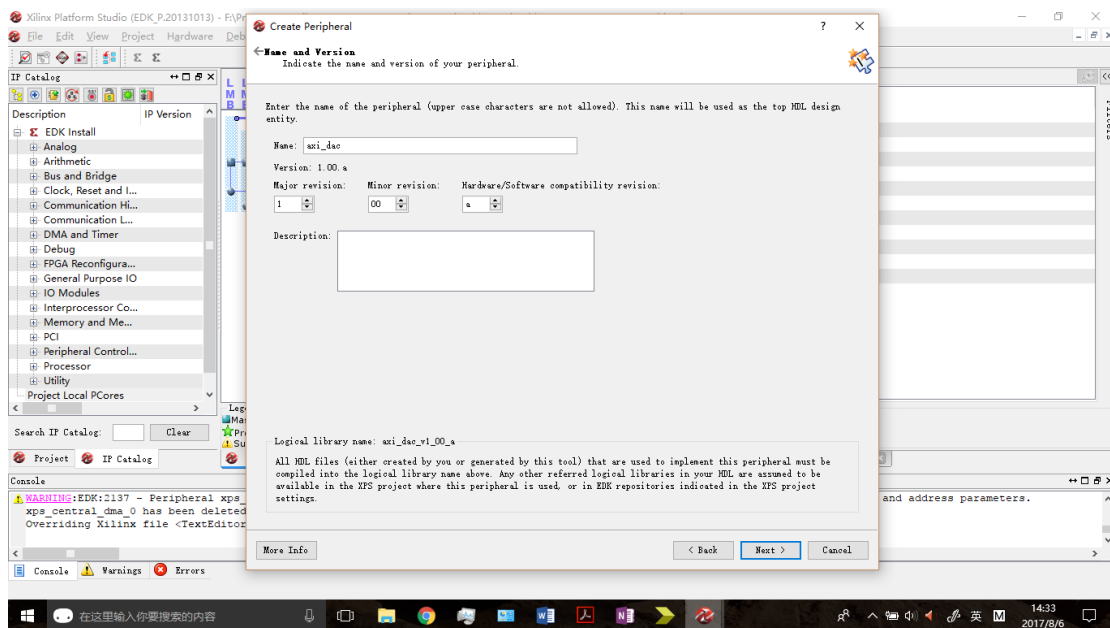 Xilinx Platform Studio (EDK_P.20131013) - F:\Pr
File Edit View Project Hardware Deb
IP Catalog
Description IP Version
EDK Install
Analog
Arithmetic
Bus and Bridge
Clock, Reset and I...
Communication Hi...
Communication L...
DMA and Timer
Debug
FPGA Reconfigura...
General Purpose IO
IO Modules
Interprocessor Co...
Memory and Me...
PCI
Peripheral Control...
Processor
Utility
Project Local PCores
Search IP Catalog: Clear
Project IP Catalog
L
M
B
Leg
Ma
Pr
Su
Create Peripheral
Name and Version
Indicate the name and version of your peripheral.
Enter the name of the peripheral (upper case characters are not allowed). This name will be used as the top HDL design
entity.
Name: axi_dac
Version: 1.00.a
Major revision: Minor revision: Hardware/Software compatibility revision:
1 00 a
Description:
Logical library name: axi_dac_v1_00_a
All HDL files (either created by you or generated by this tool) that are used to implement this peripheral must be
compiled into the logical library name above. Any other referred logical libraries in your HDL are assumed to be
available in the XPS project where this peripheral is used, or in EDK repositories indicated in the XPS project
settings.
More Info < Back Next > Cancel
Console
WARNING:EDK:2137 - Peripheral xps_ and address parameters.
xps_central_dma_0 has been deleted
Overriding Xilinx file <TextEditor
Console Warnings Errors
在这里输入你要搜索的内容
英 M
14:33
2017/8/6